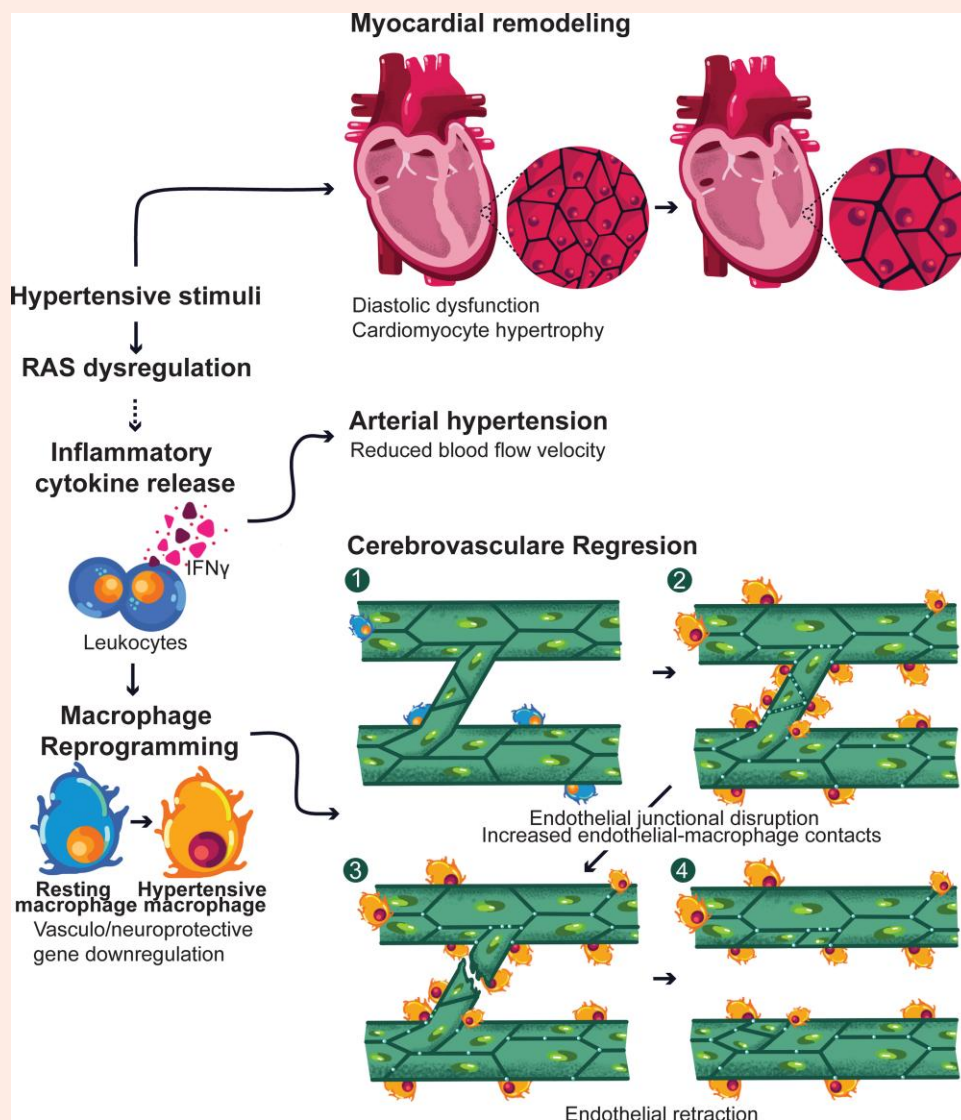 Myocardial remodeling
Hypertensive stimuli
Diastolic dysfunction
Cardiomyocyte hypertrophy
RAS dysregulation
Inflammatory
cytokine release
Arterial hypertension
Reduced blood flow velocity
IFNγ
Leukocytes
Macrophage
Reprogramming
Resting
macrophage
Hypertensive
macrophage
Vasculo/neuroprotective
gene downregulation
Cerebrovasculare Regresion
1
2
Endothelial junctional disruption
Increased endothelial-macrophage contacts
3
4
Endothelial retraction